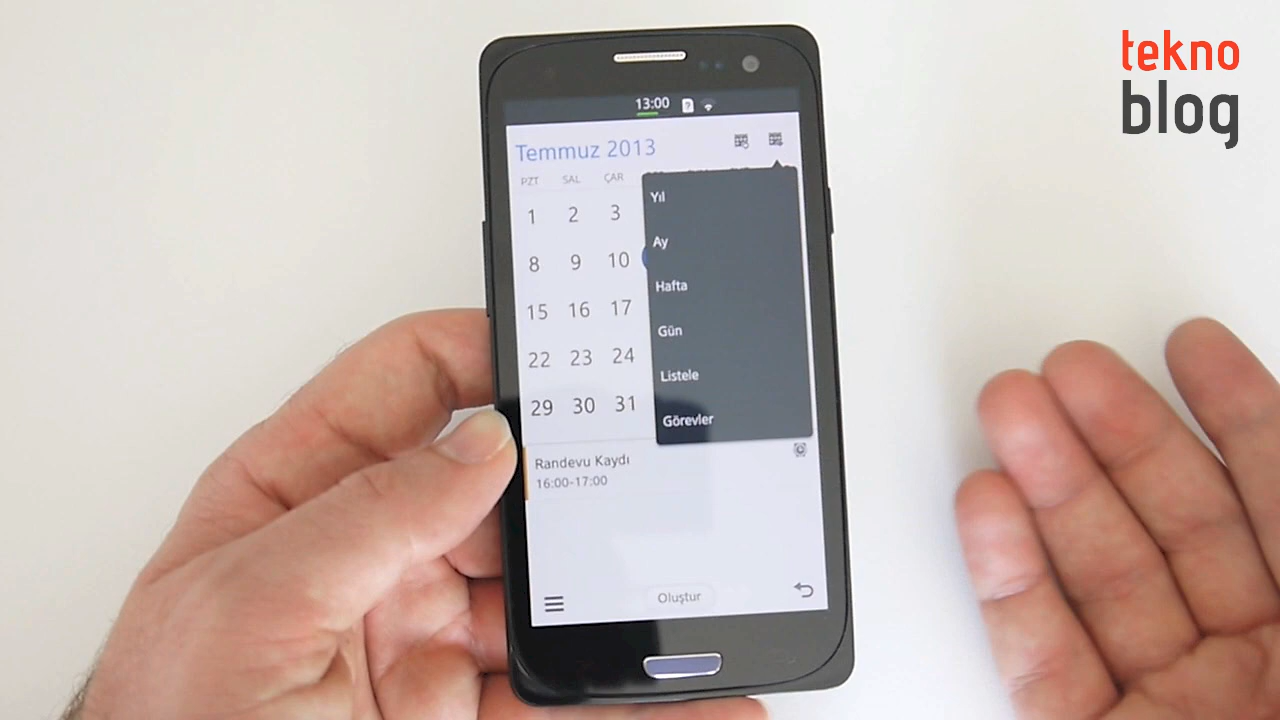 tekno
blog
13:00
Temmuz 2013
PZT SAL ÇAR
1 2 3
8 9 10
15 16 17
22 23 24
29 30 31
Yıl
Ay
Hafta
Gün
Listele
Görevler
Randevu Kaydı
16:00-17:00
Oluştur